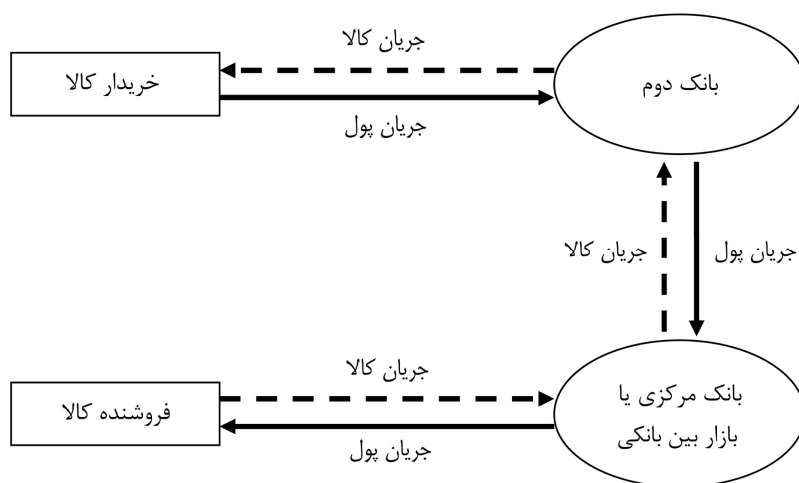 جریان کالا
بانک دوم
خریدار کالا
جریان پول
جریان پول
جریان کالا
جریان کالا
بانک مرکزی یا
بازار بین بانکی
فروشنده کالا
جریان پول